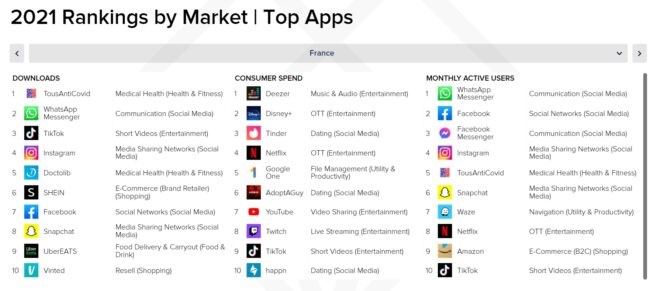 2021 Rankings by Market | Top Apps
France
DOWNLOADS
1 TousAntiCovid Medical Health (Health & Fitness)
2 WhatsApp Messenger Communication (Social Media)
3 TikTok Short Videos (Entertainment)
4 Instagram Media Sharing Networks (Social Media)
5 Doctolib Medical Health (Health & Fitness)
6 SHEIN E-Commerce (Brand Retailer) (Shopping)
7 Facebook Social Networks (Social Media)
8 Snapchat Media Sharing Networks (Social Media)
9 UberEATS Food Delivery & Carryout (Food & Drink)
10 Vinted Resell (Shopping)
CONSUMER SPEND
1 Deezer Music & Audio (Entertainment)
2 Disney+ OTT (Entertainment)
3 Tinder Dating (Social Media)
4 Netflix OTT (Entertainment)
5 Google One File Management (Utility & Productivity)
6 AdoptAGuy Dating (Social Media)
7 YouTube Video Sharing (Entertainment)
8 Twitch Live Streaming (Entertainment)
9 TikTok Short Videos (Entertainment)
10 happn Dating (Social Media)
MONTHLY ACTIVE USERS
1 WhatsApp Messenger Communication (Social Media)
2 Facebook Social Networks (Social Media)
3 Facebook Messenger Communication (Social Media)
4 Instagram Media Sharing Networks (Social Media)
5 TousAntiCovid Medical Health (Health & Fitness)
6 Snapchat Media Sharing Networks (Social Media)
7 Waze Navigation (Utility & Productivity)
8 Netflix OTT (Entertainment)
9 Amazon E-Commerce (B2C) (Shopping)
10 TikTok Short Videos (Entertainment)